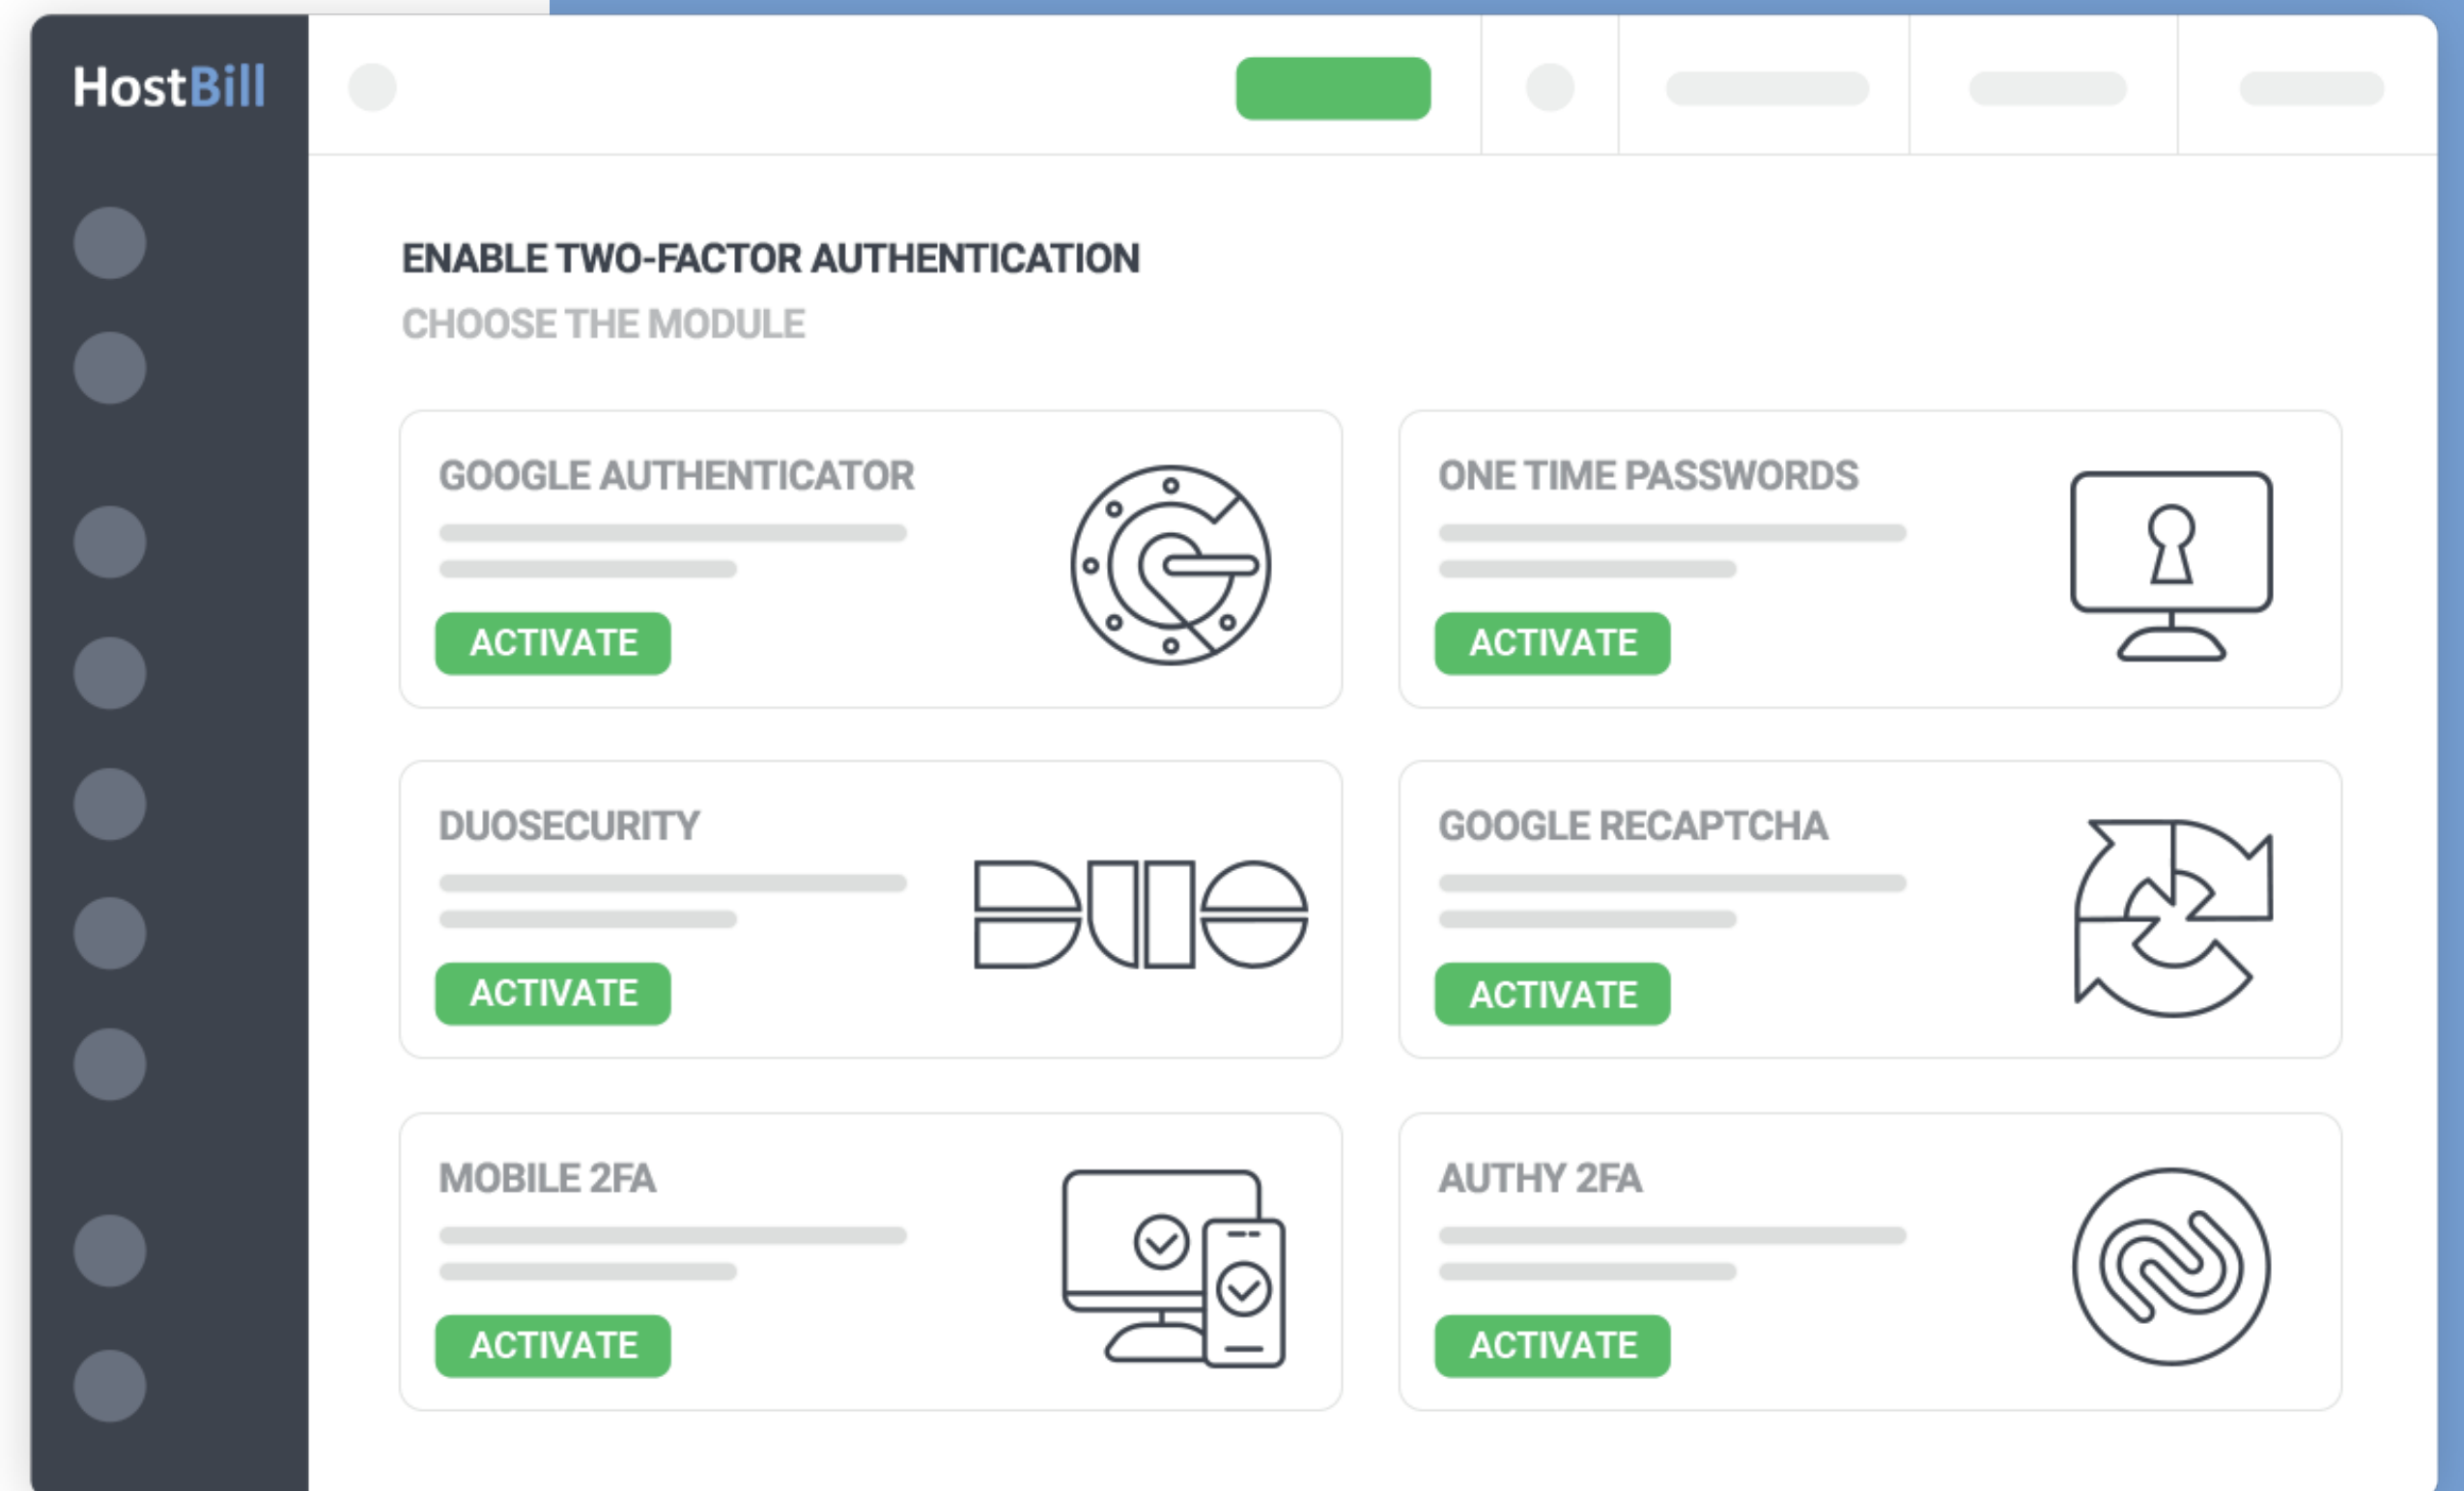 HostBill
ENABLE TWO-FACTOR AUTHENTICATION
CHOOSE THE MODULE
GOOGLE AUTHENTICATOR
ACTIVATE
ONE TIME PASSWORDS
ACTIVATE
DUOSECURITY
DUO
ACTIVATE
GOOGLE RECAPTCHA
ACTIVATE
MOBILE 2FA
ACTIVATE
AUTHY 2FA
ACTIVATE